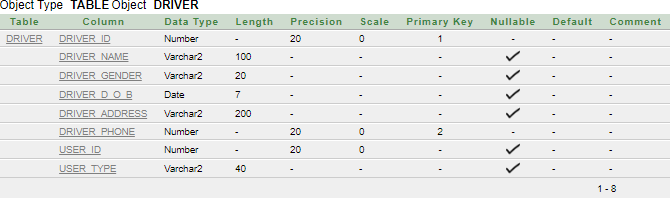 Object Type TABLE Object DRIVER
Table Column Data Type Length Precision Scale Primary Key Nullable Default Comment
DRIVER DRIVER_ID Number - 20 0 1 - - -
DRIVER_NAME Varchar2 100 - - - - -
DRIVER_GENDER Varchar2 20 - - - - -
DRIVER_D_O_B Date 7 - - - - -
DRIVER_ADDRESS Varchar2 200 - - - - -
DRIVER_PHONE Number - 20 0 2 - - -
USER_ID Number - 20 0 - - -
USER_TYPE Varchar2 40 - - - - -
1 - 8